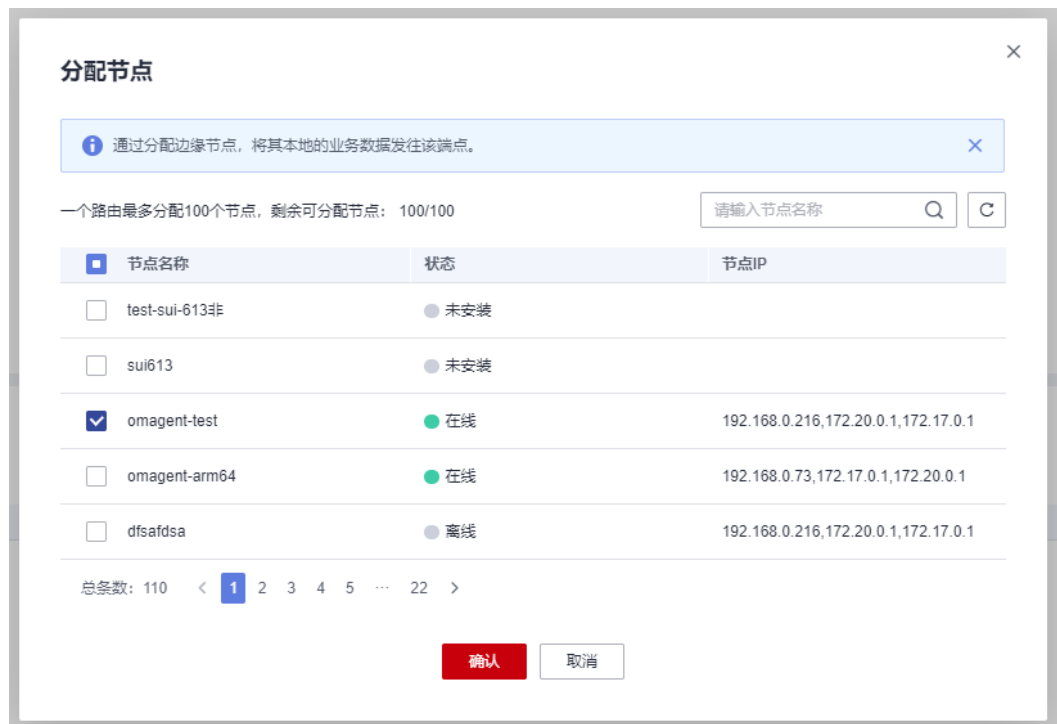 分配节点
通过分配边缘节点，将其本地的业务数据发往该端点。
一个路由最多分配100个节点，剩余可分配节点： 100/100 请输入节点名称
节点名称 状态 节点IP
test-sui-613非 未安装
sui613 未安装
omagent-test 在线 192.168.0.216,172.20.0.1,172.17.0.1
omagent-arm64 在线 192.168.0.73,172.17.0.1,172.20.0.1
dfsafdsa 离线 192.168.0.216,172.20.0.1,172.17.0.1
总条数：110 < 1 2 3 4 5 ··· 22 >
确认 取消